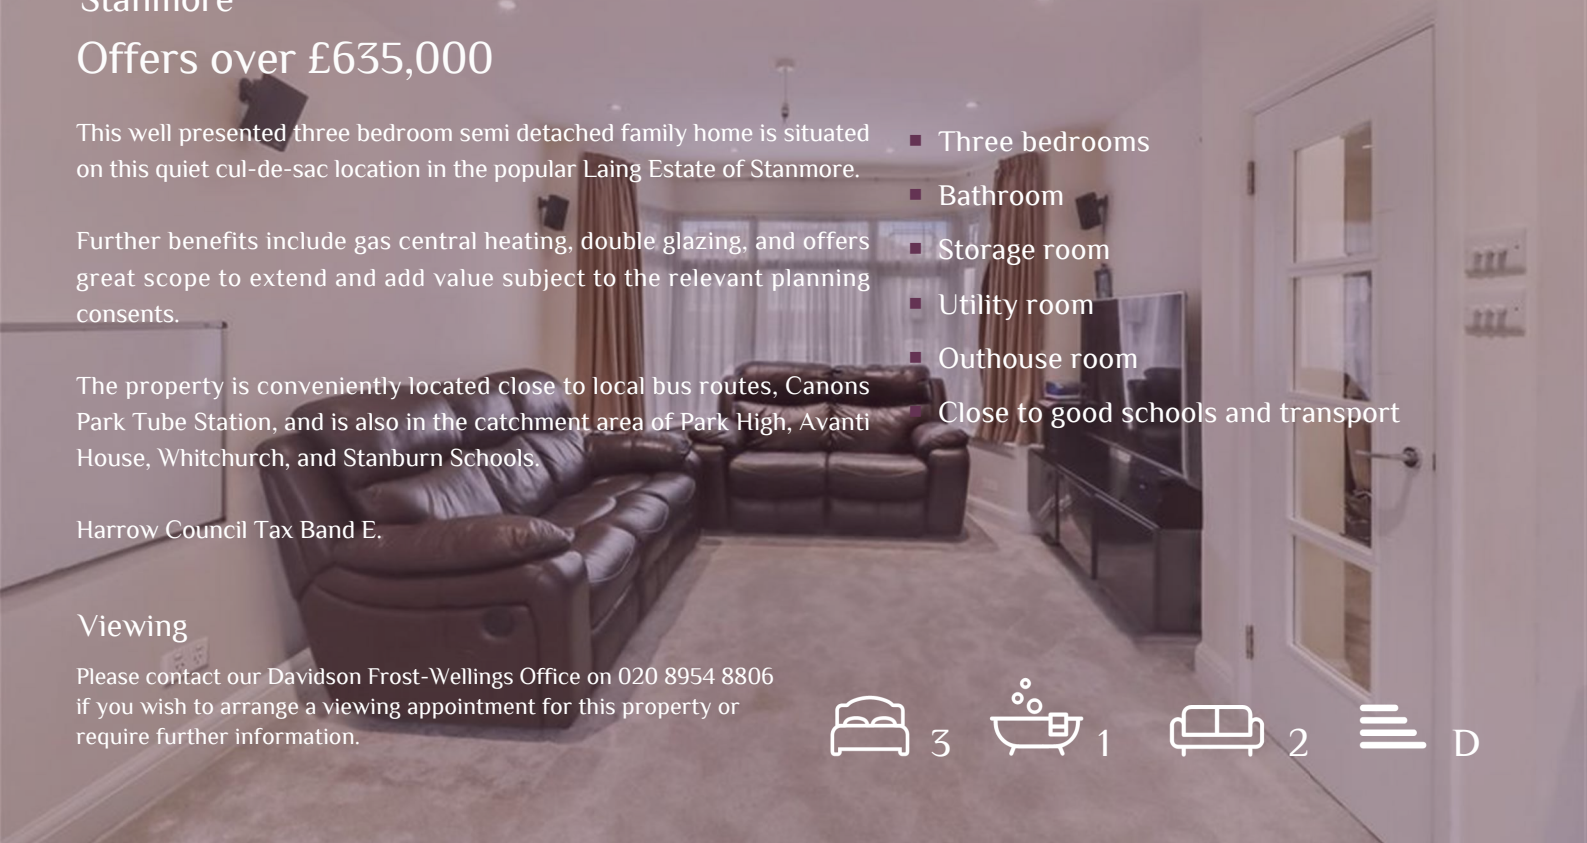 Stanmore
Offers over £635,000
This well presented three bedroom semi detached family home is situated
on this quiet cul-de-sac location in the popular Laing Estate of Stanmore.
Further benefits include gas central heating, double glazing, and offers
great scope to extend and add value subject to the relevant planning
consents.
The property is conveniently located close to local bus routes, Canons
Park Tube Station, and is also in the catchment area of Park High, Avanti
House, Whitchurch, and Stanburn Schools.
Harrow Council Tax Band E.
Viewing
Please contact our Davidson Frost-Wellings Office on 020 8954 8806
if you wish to arrange a viewing appointment for this property or
require further information.
Three bedrooms
Bathroom
Storage room
Utility room
Outhouse room
Close to good schools and transport
3 1 2 D